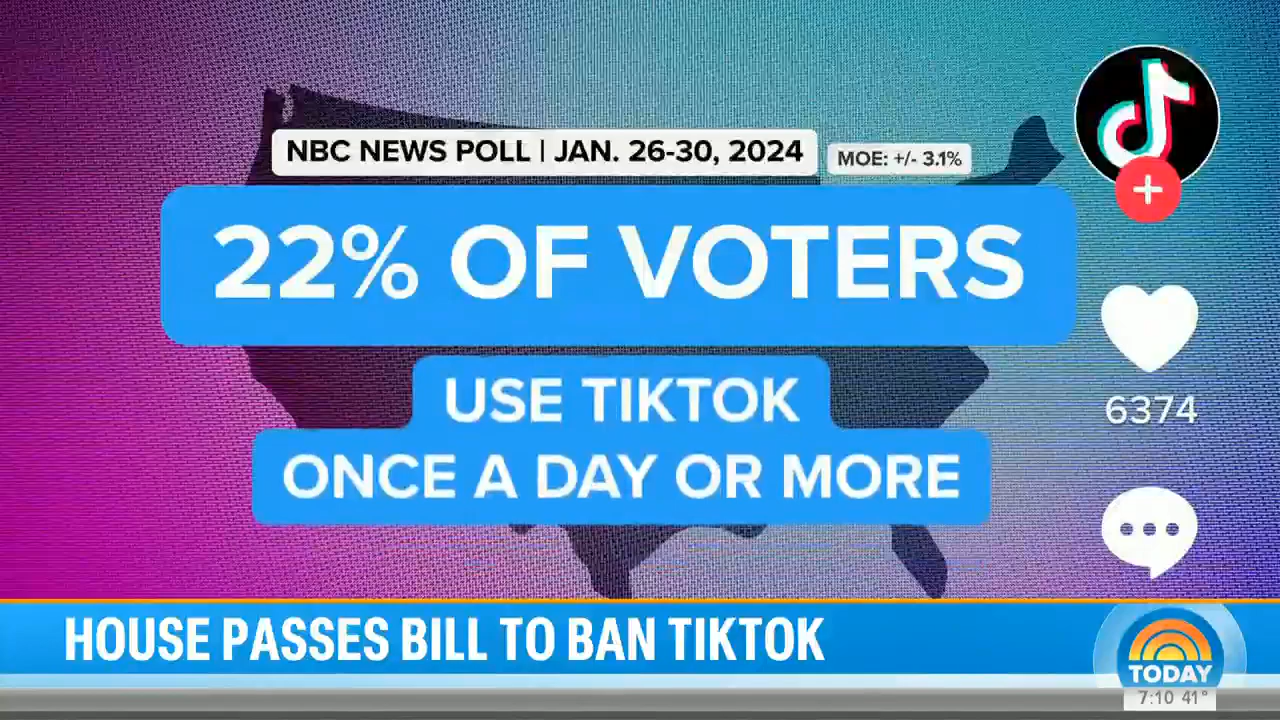 NBC NEWS POLL | JAN. 26-30, 2024
MOE: +/- 3.1%
22% OF VOTERS
USE TIKTOK
ONCE A DAY OR MORE
6374
HOUSE PASSES BILL TO BAN TIKTOK
TODAY
7:10 41°